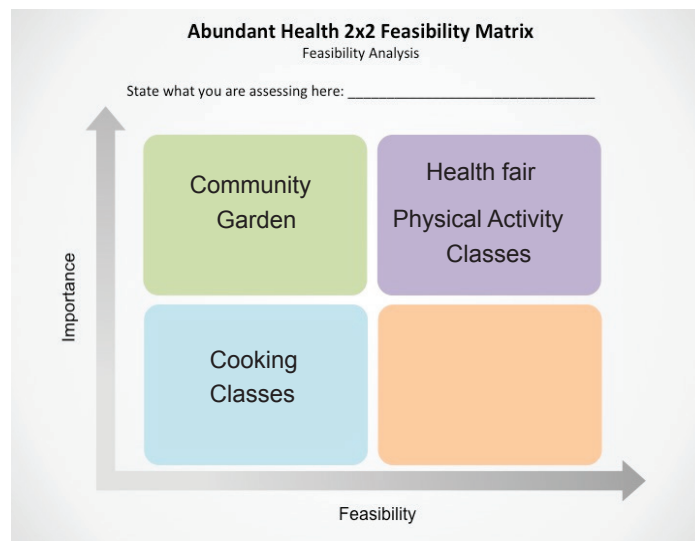 Abundant Health 2x2 Feasibility Matrix
Feasibility Analysis
State what you are assessing here: _______________________________
Community
Garden
Health fair
Physical Activity
Classes
Importance
Cooking
Classes
Feasibility